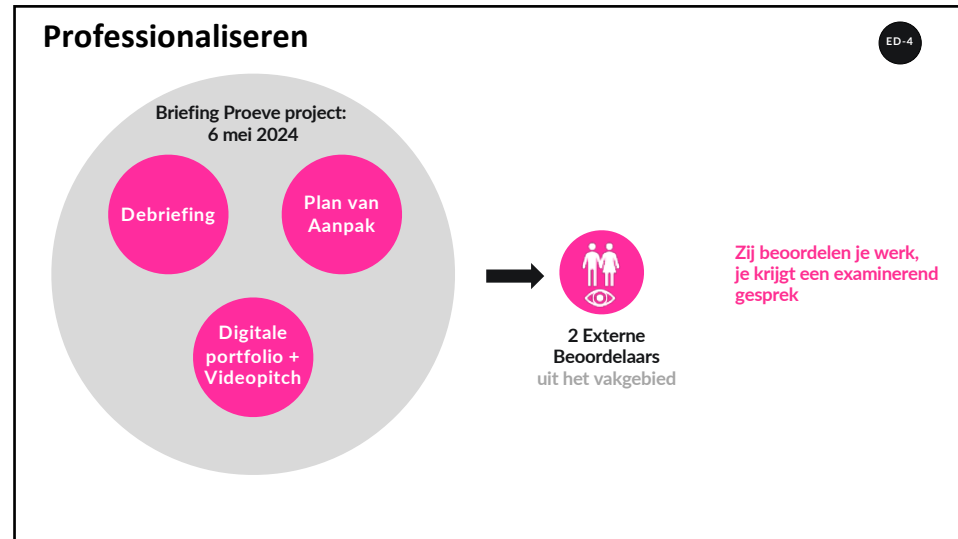 Professionaliseren
ED-4
Briefing Proeve project:
6 mei 2024
Debriefing
Plan van
Aanpak
Digitale
portfolio +
Videopitch
2 Externe
Beoordelaars
uit het vakgebied
Zij beoordelen je werk,
je krijgt een examinerend
gesprek